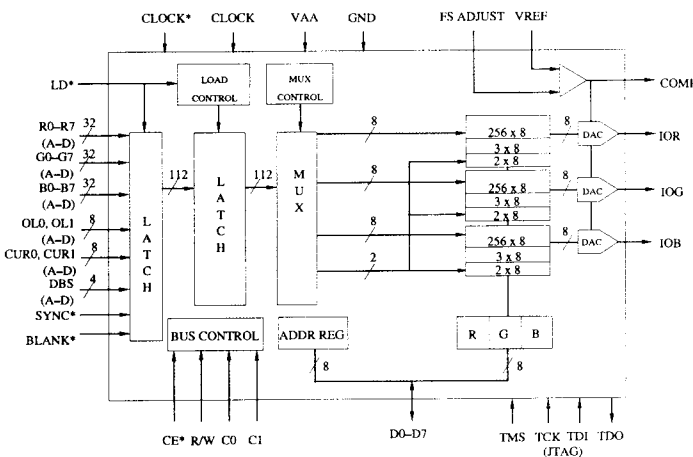 CLOCK* CLOCK VAA GND FS ADJUST VREF
LD*
LOAD
CONTROL
MUX
CONTROL
COMP
R0–R7 32
(A–D)
G0–G7 32
(A–D)
B0–B7 32
(A–D)
OL0, OL1 8
(A–D)
CUR0, CUR1 8
(A–D)
DBS 4
(A–D)
SYNC*
BLANK*
LATCH
112
LATCH
112
MUX
8
8
8
2
256 x 8
3 x 8
2 x 8
256 x 8
3 x 8
2 x 8
256 x 8
3 x 8
2 x 8
8 DAC IOR
8 DAC IOG
8 DAC IOB
BUS CONTROL
ADDR REG
R G B
8
8
CE* R/W C0 C1
D0–D7
TMS TCK TDI TDO
(JTAG)